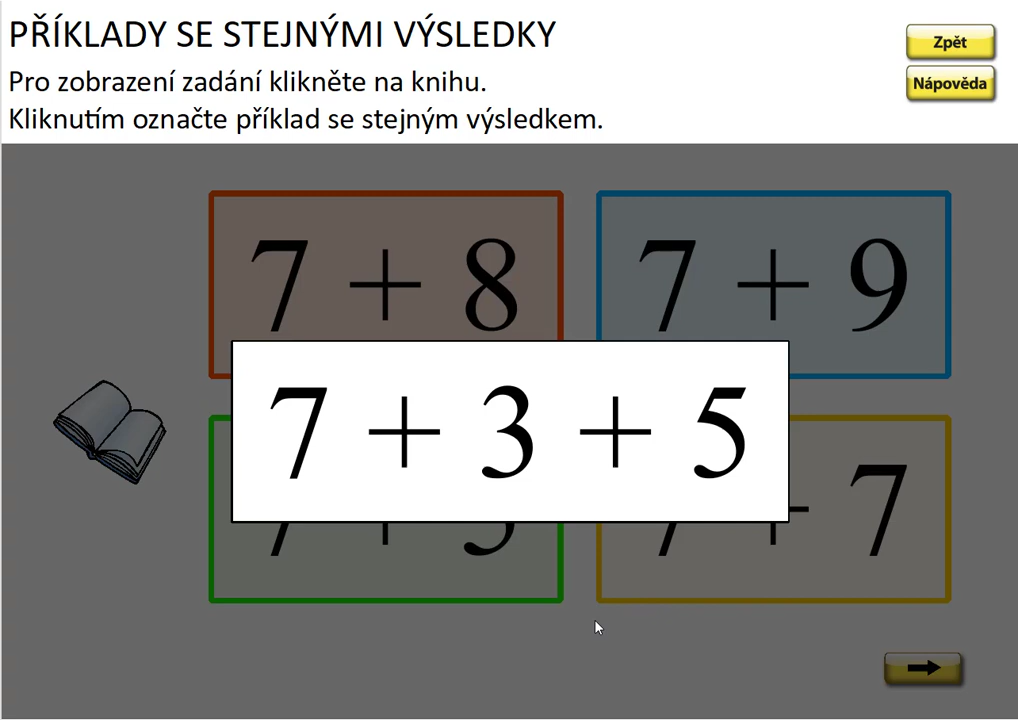 PŘÍKLADY SE STEJNÝMI VÝSLEDKY
Zpět
Pro zobrazení zadání klikněte na knihu.
Nápověda
Kliknutím označte příklad se stejným výsledkem.
7 + 8
7 + 9
7 + 3 + 5
7 + 7